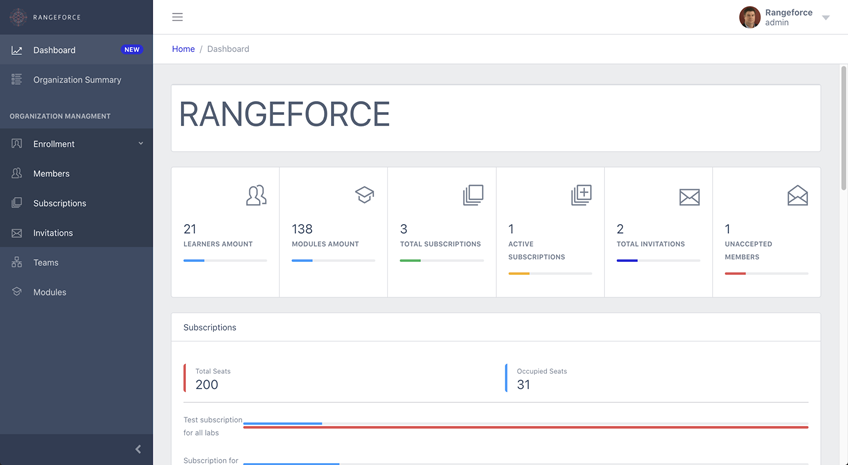 RANGEFORCE
Rangeforce
admin
Dashboard NEW
Home / Dashboard
Organization Summary
ORGANIZATION MANAGMENT
Enrollment
Members
Subscriptions
Invitations
Teams
Modules
RANGEFORCE
21
LEARNERS AMOUNT
138
MODULES AMOUNT
3
TOTAL SUBSCRIPTIONS
1
ACTIVE
SUBSCRIPTIONS
2
TOTAL INVITATIONS
1
UNACCEPTED
MEMBERS
Subscriptions
Total Seats
200
Occupied Seats
31
Test subscription
for all labs
Subscription for